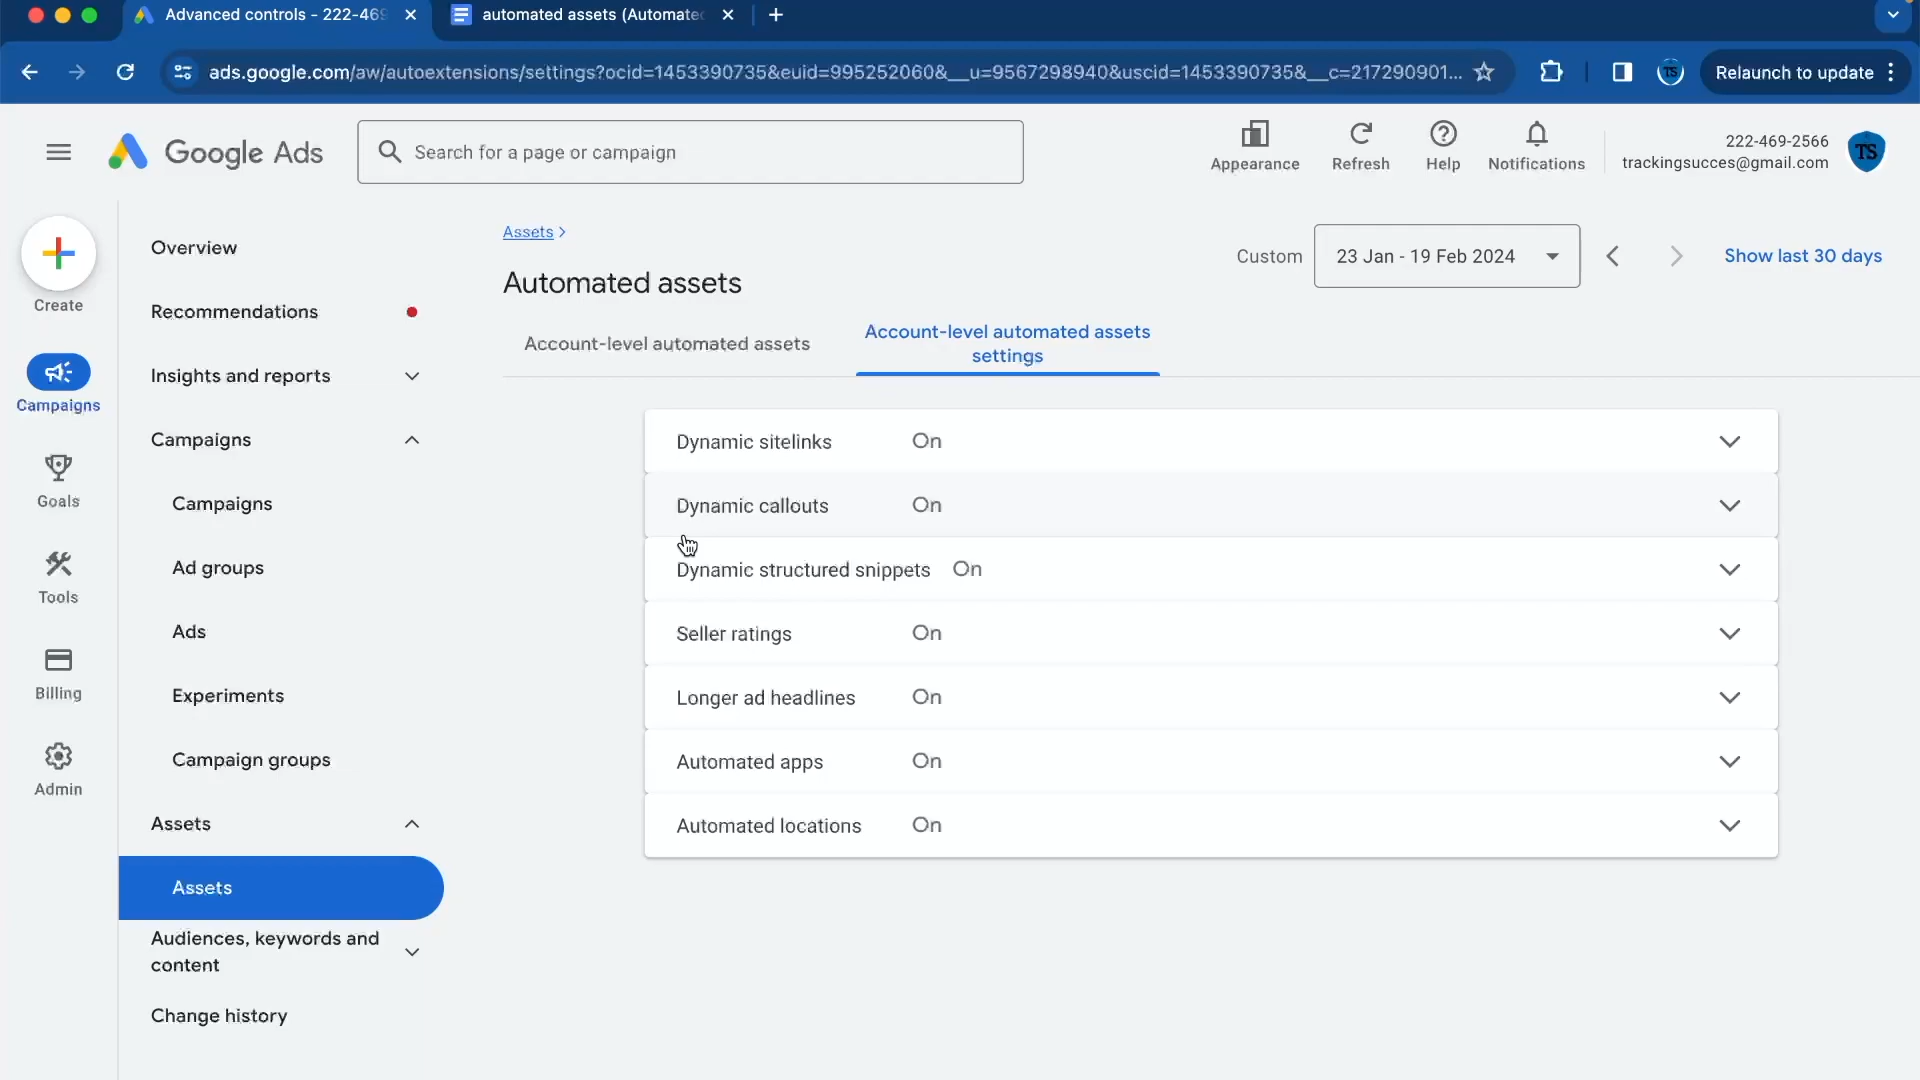 Advanced controls - 222-469
automated assets (Automated
ads.google.com/aw/autoextensions/settings?ocid=1453390735&euid=995252060&__u=9567298940&uscid=1453390735&__c=217290901...
Relaunch to update
Google Ads
Search for a page or campaign
Appearance
Refresh
Help
Notifications
222-469-2566
trackingsucces@gmail.com
TS
Create
Campaigns
Goals
Tools
Billing
Admin
Overview
Recommendations
Insights and reports
Campaigns
Campaigns
Ad groups
Ads
Experiments
Campaign groups
Assets
Assets
Audiences, keywords and
content
Change history
Assets >
Automated assets
Custom
23 Jan - 19 Feb 2024
Show last 30 days
Account-level automated assets
Account-level automated assets
settings
Dynamic sitelinks On
Dynamic callouts On
Dynamic structured snippets On
Seller ratings On
Longer ad headlines On
Automated apps On
Automated locations On